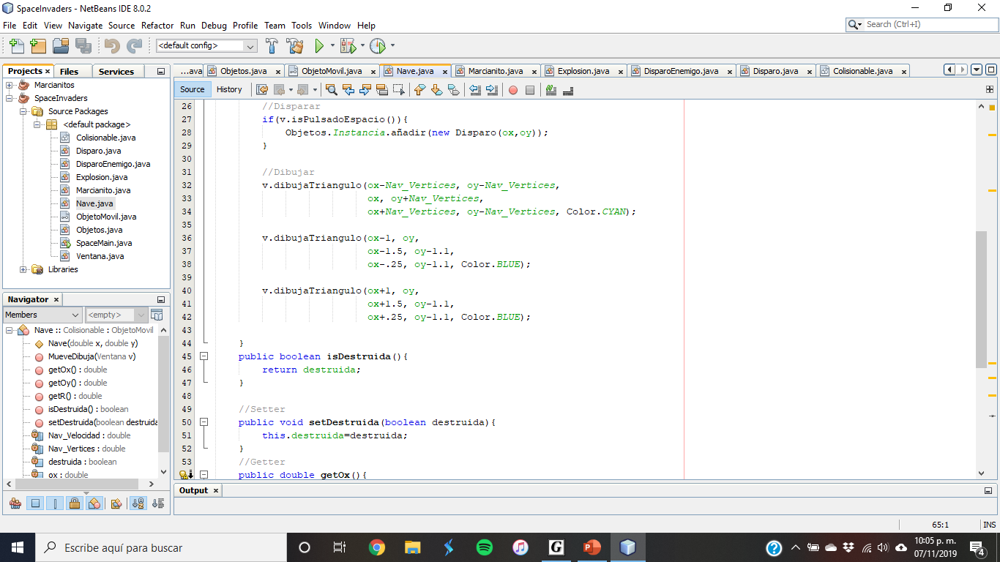 SpaceInvaders - NetBeans IDE 8.0.2
File Edit View Navigate Source Refactor Run Debug Profile Team Tools Window Help
Search (Ctrl+I)
<default config>
Projects Files Services
Marcianitos
SpaceInvaders
Source Packages
<default package>
Colisionable.java
Disparo.java
DisparoEnemigo.java
Explosion.java
Marcianito.java
Nave.java
ObjetoMovil.java
Objetos.java
SpaceMain.java
Ventana.java
Libraries
Navigator
Members <empty>
Nave :: Colisionable : ObjetoMovil
Nave(double x, double y)
MueveDibuja(Ventana v)
getOx() : double
getOy() : double
getR() : double
isDestruida() : boolean
setDestruida(boolean destruida
Nav_Velocidad : double
Nav_Vertices : double
destruida : boolean
ox : double
...ava Objetos.java ObjetoMovil.java Nave.java Marcianito.java Explosion.java DisparoEnemigo.java Disparo.java Colisionable.java
Source History
26 //Disparar
27 if(v.isPulsadoEspacio()){
28 Objetos.Instancia.añadir(new Disparo(ox,oy));
29 }
30
31 //Dibujar
32 v.dibujaTriangulo(ox-Nav_Vertices, oy-Nav_Vertices,
33 ox, oy+Nav_Vertices,
34 ox+Nav_Vertices, oy-Nav_Vertices, Color.CYAN);
35
36 v.dibujaTriangulo(ox-1, oy,
37 ox-1.5, oy-1.1,
38 ox-.25, oy-1.1, Color.BLUE);
39
40 v.dibujaTriangulo(ox+1, oy,
41 ox+1.5, oy-1.1,
42 ox+.25, oy-1.1, Color.BLUE);
43
44 }
45 public boolean isDestruida(){
46 return destruida;
47 }
48
49 //Setter
50 public void setDestruida(boolean destruida){
51 this.destruida=destruida;
52 }
53 //Getter
public double getOx(){
Output
65:1 INS
Escribe aquí para buscar
10:05 p. m.
07/11/2019
4